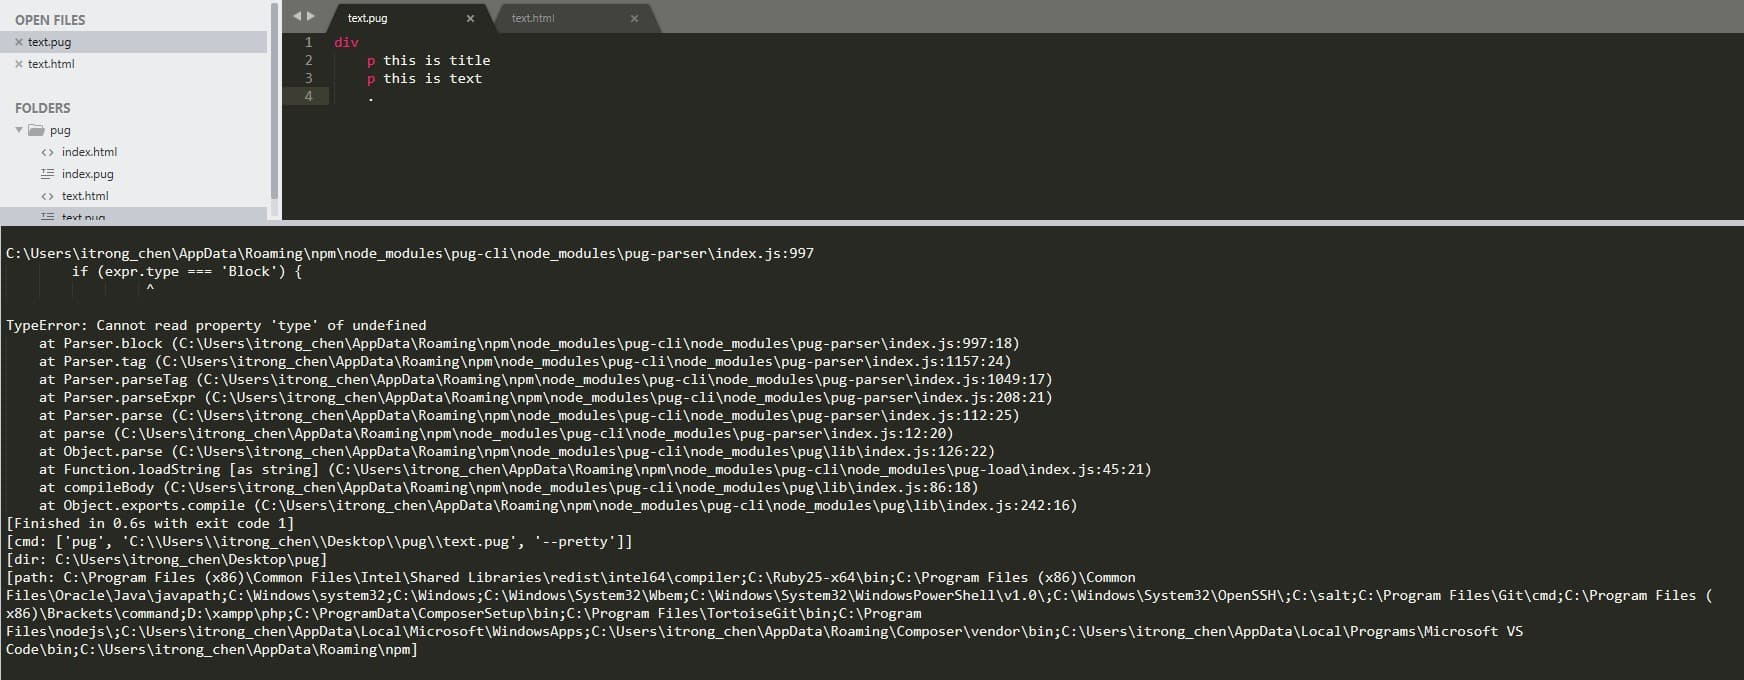 OPEN FILES
text.pug
text.html
FOLDERS
pug
index.html
index.pug
text.html
text.pug
text.pug
text.html
1 div
2 p this is title
3 p this is text
4 .
C:\Users\itrong_chen\AppData\Roaming\npm\node_modules\pug-cli\node_modules\pug-parser\index.js:997
if (expr.type === 'Block') {
^
TypeError: Cannot read property 'type' of undefined
at Parser.block (C:\Users\itrong_chen\AppData\Roaming\npm\node_modules\pug-cli\node_modules\pug-parser\index.js:997:18)
at Parser.tag (C:\Users\itrong_chen\AppData\Roaming\npm\node_modules\pug-cli\node_modules\pug-parser\index.js:1157:24)
at Parser.parseTag (C:\Users\itrong_chen\AppData\Roaming\npm\node_modules\pug-cli\node_modules\pug-parser\index.js:1049:17)
at Parser.parseExpr (C:\Users\itrong_chen\AppData\Roaming\npm\node_modules\pug-cli\node_modules\pug-parser\index.js:208:21)
at Parser.parse (C:\Users\itrong_chen\AppData\Roaming\npm\node_modules\pug-cli\node_modules\pug-parser\index.js:112:25)
at parse (C:\Users\itrong_chen\AppData\Roaming\npm\node_modules\pug-cli\node_modules\pug-parser\index.js:12:20)
at Object.parse (C:\Users\itrong_chen\AppData\Roaming\npm\node_modules\pug-cli\node_modules\pug\lib\index.js:126:22)
at Function.loadString [as string] (C:\Users\itrong_chen\AppData\Roaming\npm\node_modules\pug-cli\node_modules\pug-load\index.js:45:21)
at compileBody (C:\Users\itrong_chen\AppData\Roaming\npm\node_modules\pug-cli\node_modules\pug\lib\index.js:86:18)
at Object.exports.compile (C:\Users\itrong_chen\AppData\Roaming\npm\node_modules\pug-cli\node_modules\pug\lib\index.js:242:16)
[Finished in 0.6s with exit code 1]
[cmd: ['pug', 'C:\\Users\\itrong_chen\\Desktop\\pug\\text.pug', '--pretty']]
[dir: C:\Users\itrong_chen\Desktop\pug]
[path: C:\Program Files (x86)\Common Files\Intel\Shared Libraries\redist\intel64\compiler;C:\Ruby25-x64\bin;C:\Program Files (x86)\Common
Files\Oracle\Java\javapath;C:\Windows\system32;C:\Windows;C:\Windows\System32\Wbem;C:\Windows\System32\WindowsPowerShell\v1.0\;C:\Windows\System32\OpenSSH\;C:\salt;C:\Program Files\Git\cmd;C:\Program Files (
x86)\Brackets\command;D:\xampp\php;C:\ProgramData\ComposerSetup\bin;C:\Program Files\TortoiseGit\bin;C:\Program
Files\nodejs\;C:\Users\itrong_chen\AppData\Local\Microsoft\WindowsApps;C:\Users\itrong_chen\AppData\Roaming\Composer\vendor\bin;C:\Users\itrong_chen\AppData\Local\Programs\Microsoft VS
Code\bin;C:\Users\itrong_chen\AppData\Roaming\npm]